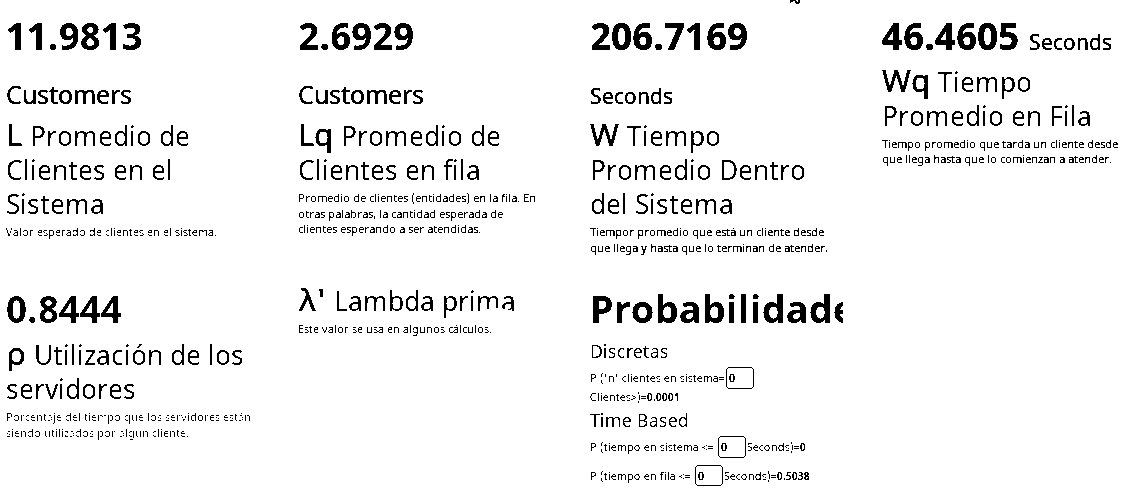 11.9813
Customers
L Promedio de
Clientes en el
Sistema
Valor esperado de clientes en el sistema.
2.6929
Customers
Lq Promedio de
Clientes en fila
Promedio de clientes (entidades) en la fila. En
otras palabras, la cantidad esperada de
clientes esperando a ser atendidas.
206.7169
Seconds
W Tiempo
Promedio Dentro
del Sistema
Tiempor promedio que está un cliente desde
que llega y hasta que lo terminan de atender.
46.4605 Seconds
Wq Tiempo
Promedio en Fila
Tiempo promedio que tarda un cliente desde
que llega hasta que lo comienzan a atender.
0.8444
ρ Utilización de los
servidores
Porcentaje del tiempo que los servidores están
siendo utilizados por algun cliente.
λ' Lambda prima
Este valor se usa en algunos cálculos.
Probabilidade
Discretas
P ("n" clientes en sistema= 0
Clientes>)=0.0001
Time Based
P (tiempo en sistema <= 0 Seconds)=0
P (tiempo en fila <= 0 Seconds)=0.5038